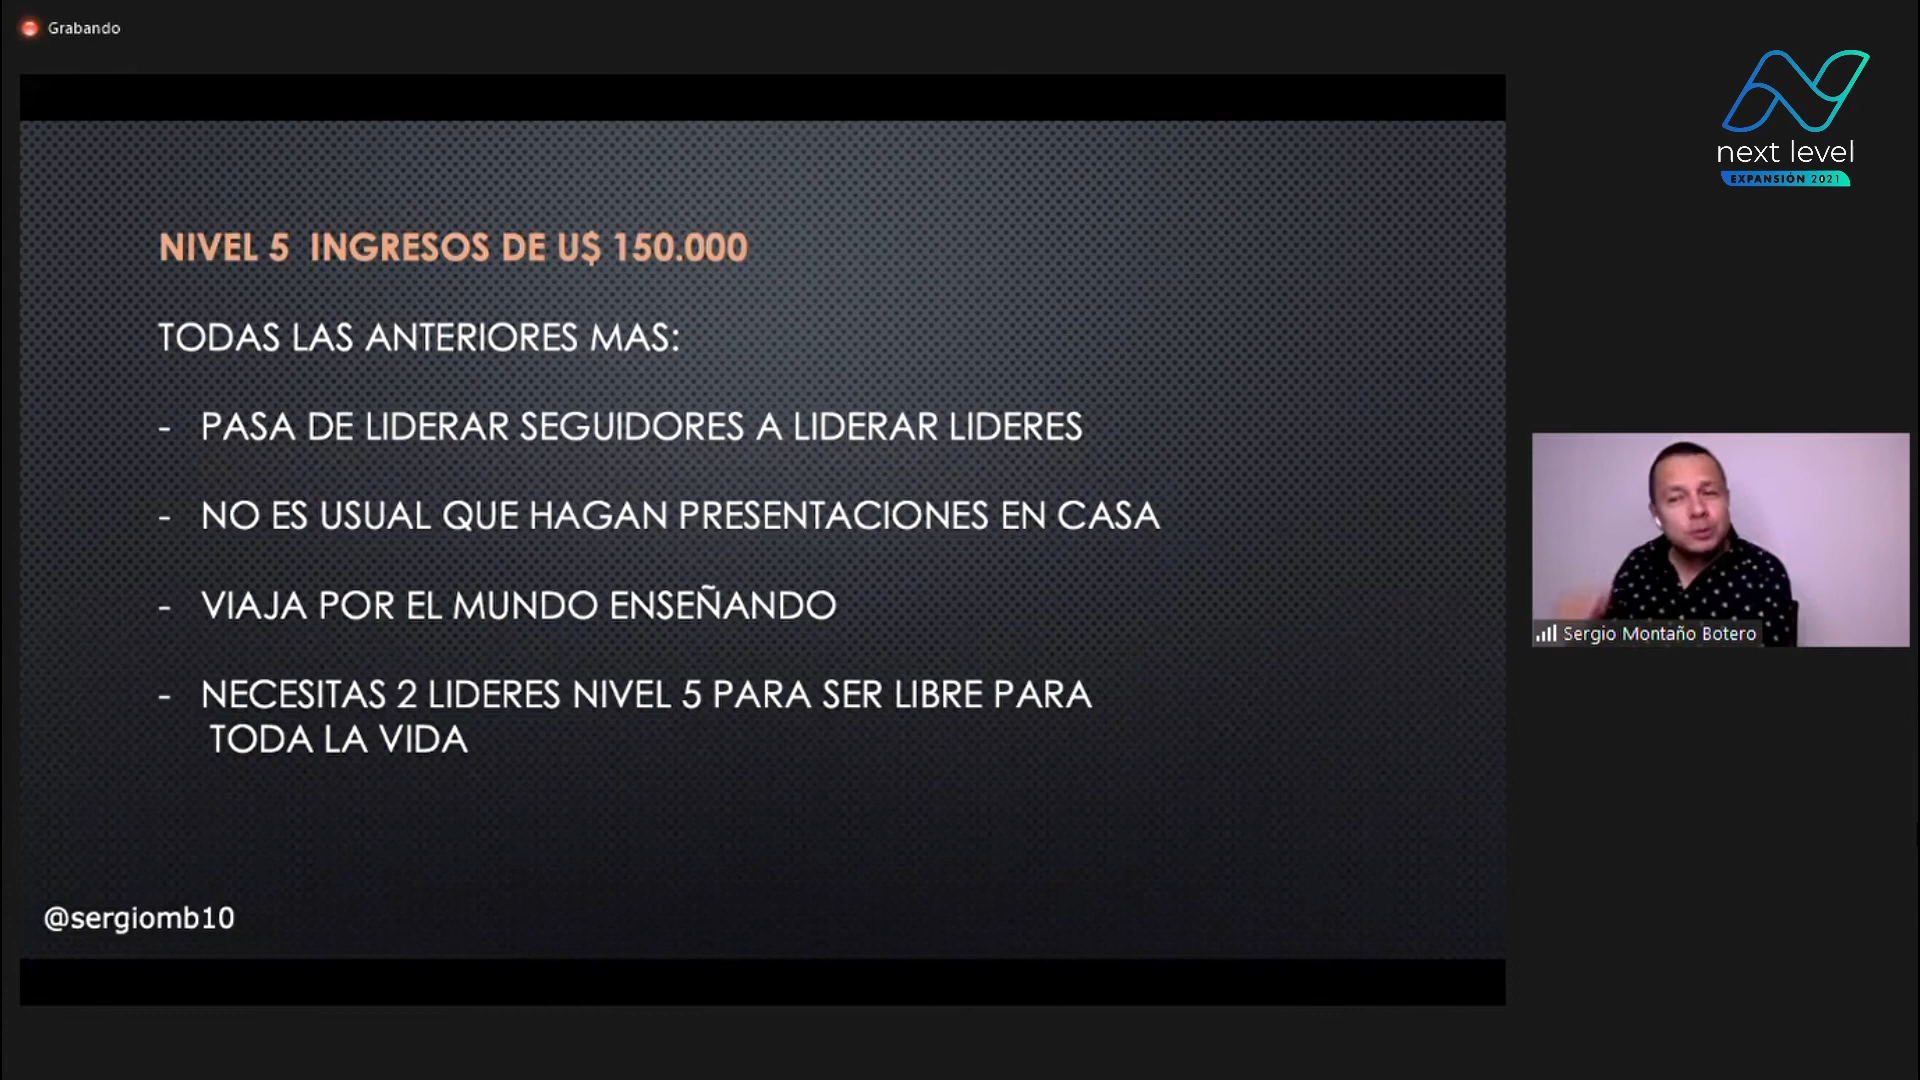 Grabando
next level
EXPANSIÓN 2021
NIVEL 5  INGRESOS DE U$ 150.000
TODAS LAS ANTERIORES MAS:
- PASA DE LIDERAR SEGUIDORES A LIDERAR LIDERES
- NO ES USUAL QUE HAGAN PRESENTACIONES EN CASA
- VIAJA POR EL MUNDO ENSEÑANDO
- NECESITAS 2 LIDERES NIVEL 5 PARA SER LIBRE PARA
TODA LA VIDA
Sergio Montaño Botero
@sergiomb10